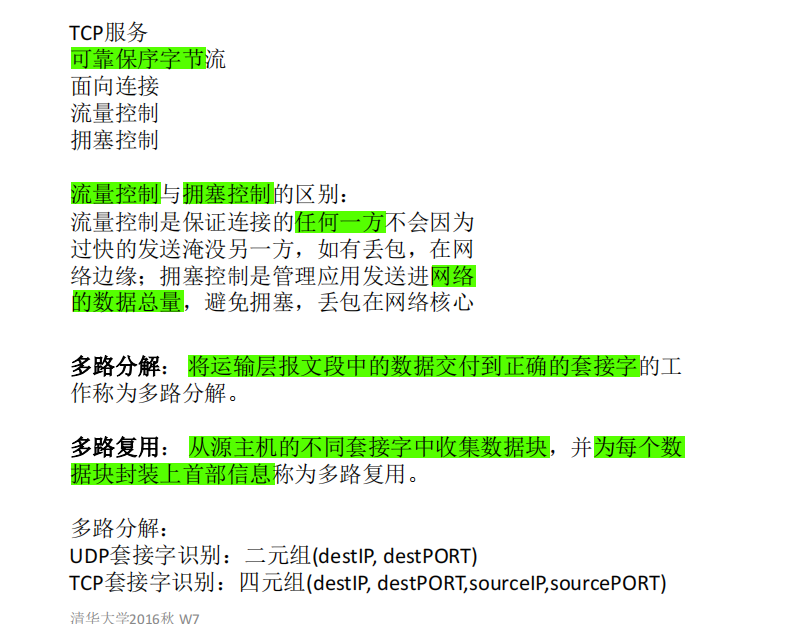 TCP服务
可靠保序字节流
面向连接
流量控制
拥塞控制
流量控制与拥塞控制的区别：
流量控制是保证连接的任何一方不会因为
过快的发送淹没另一方，如有丢包，在网
络边缘；拥塞控制是管理应用发送进网络
的数据总量，避免拥塞，丢包在网络核心
多路分解： 将运输层报文段中的数据交付到正确的套接字的工
作称为多路分解。
多路复用： 从源主机的不同套接字中收集数据块，并为每个数
据块封装上首部信息称为多路复用。
多路分解：
UDP套接字识别：二元组(destIP, destPORT)
TCP套接字识别：四元组(destIP, destPORT,sourceIP,sourcePORT)
清华大学2016秋 W7